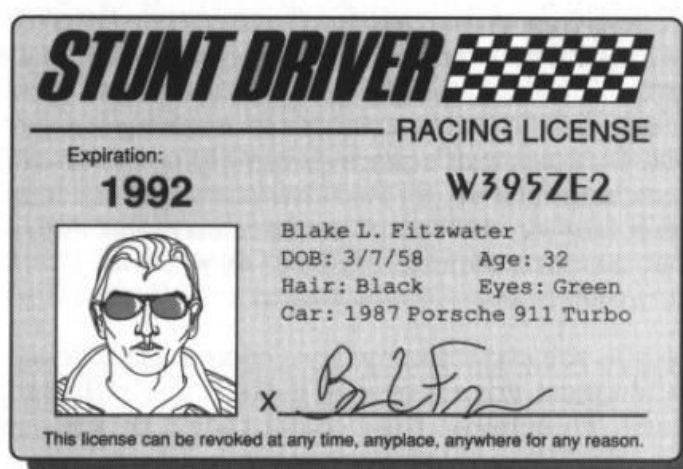 STUNT DRIVER
RACING LICENSE
Expiration:
1992
W395ZE2
Blake L. Fitzwater
DOB: 3/7/58 Age: 32
Hair: Black Eyes: Green
Car: 1987 Porsche 911 Turbo
X
This license can be revoked at any time, anyplace, anywhere for any reason.